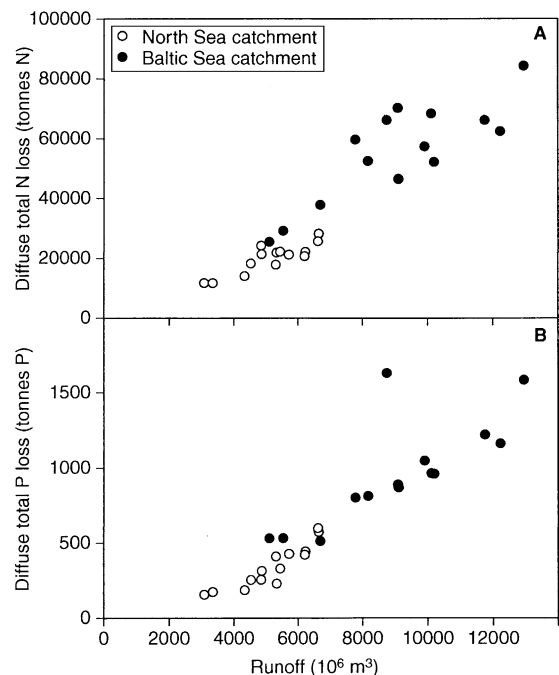 A
North Sea catchment
Baltic Sea catchment
Diffuse total N loss (tonnes N)
100000
80000
60000
40000
20000
0
B
Diffuse total P loss (tonnes P)
1500
1000
500
0
0 2000 4000 6000 8000 10000 12000
Runoff (10⁶ m³)